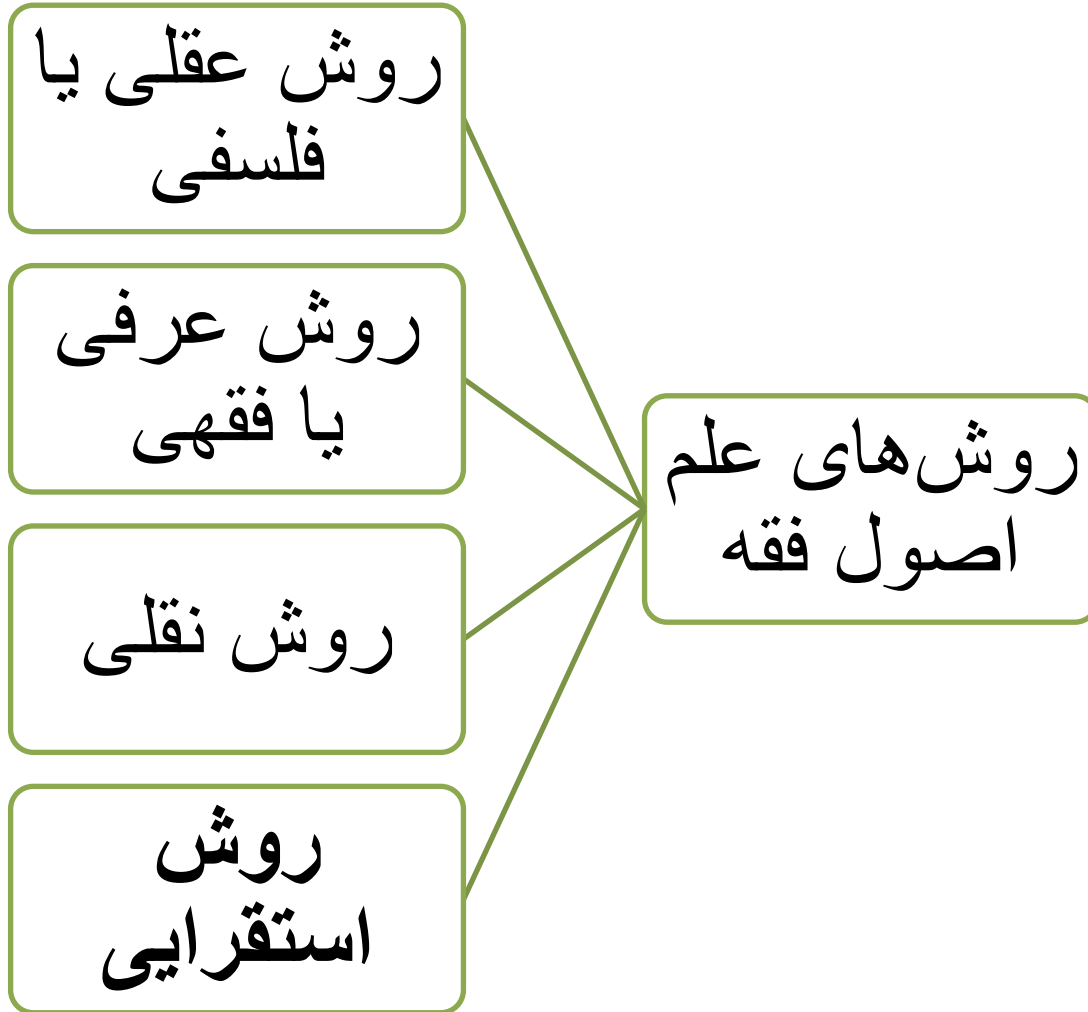 روش‌های علم
اصول فقه
روش عقلی یا
فلسفی
روش عرفی
یا فقهی
روش نقلی
روش
استقرایی